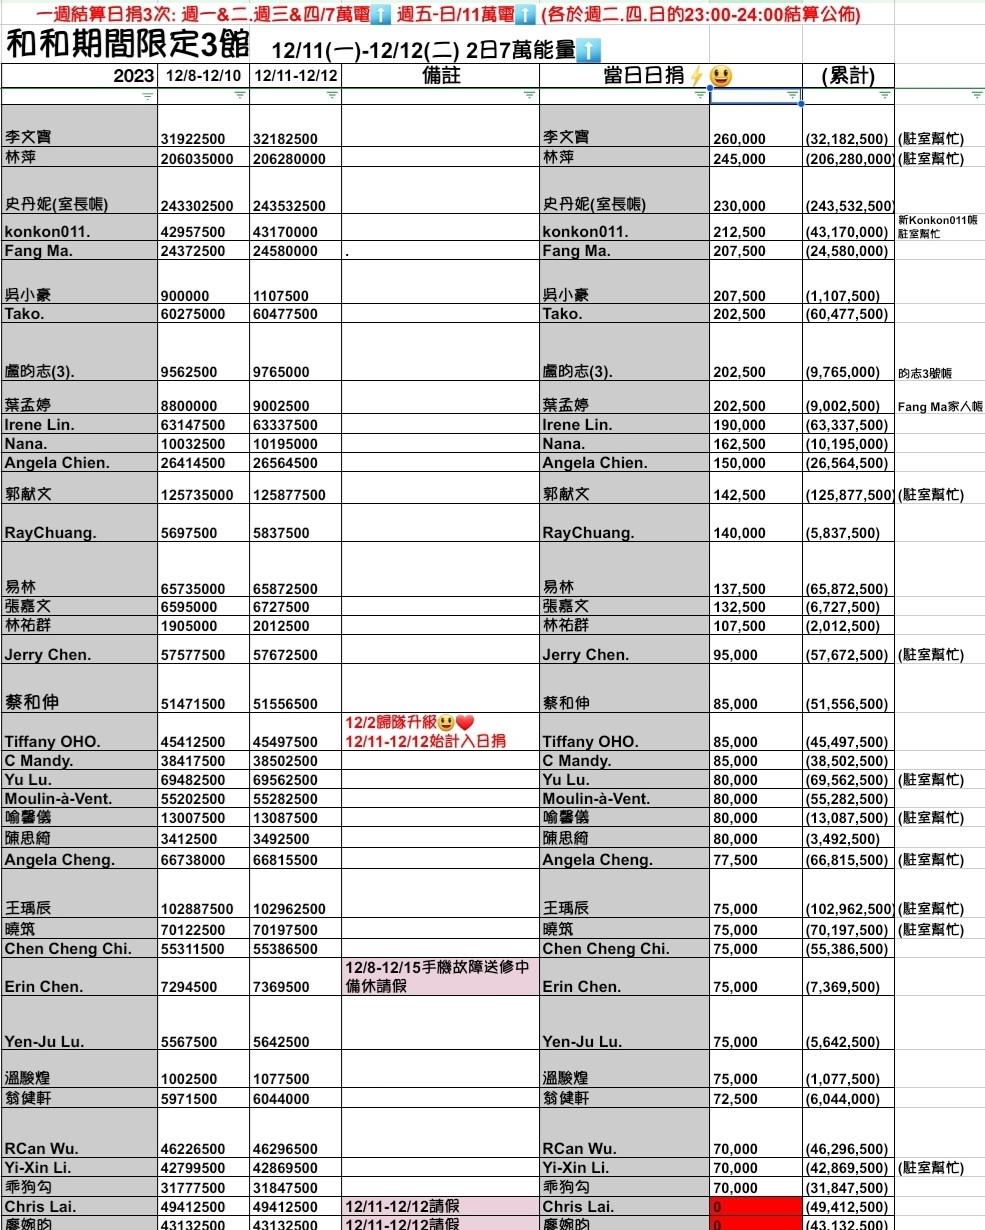 一週結算日捐3次: 週一&二.週三&四/7萬電⬆️ 週五-日/11萬電⬆️ (各於週二.四.日的23:00-24:00結算公佈)
和和期間限定3館 12/11(一)-12/12(二) 2日7萬能量⬆️
2023 12/8-12/10 12/11-12/12 備註 當日日捐⚡😃 (累計)
李文寶 31922500 32182500 李文寶 260,000 (32,182,500) (駐室幫忙)
林萍 206035000 206280000 林萍 245,000 (206,280,000) (駐室幫忙)
史丹妮(室長帳) 243302500 243532500 史丹妮(室長帳) 230,000 (243,532,500)
konkon011. 42957500 43170000 konkon011. 212,500 (43,170,000) 新Konkon011帳
駐室幫忙
Fang Ma. 24372500 24580000 . Fang Ma. 207,500 (24,580,000)
吳小豪 900000 1107500 吳小豪 207,500 (1,107,500)
Tako. 60275000 60477500 Tako. 202,500 (60,477,500)
盧昀志(3). 9562500 9765000 盧昀志(3). 202,500 (9,765,000) 昀志3號帳
葉孟婷 8800000 9002500 葉孟婷 202,500 (9,002,500) Fang Ma家人帳
Irene Lin. 63147500 63337500 Irene Lin. 190,000 (63,337,500)
Nana. 10032500 10195000 Nana. 162,500 (10,195,000)
Angela Chien. 26414500 26564500 Angela Chien. 150,000 (26,564,500)
郭献文 125735000 125877500 郭献文 142,500 (125,877,500) (駐室幫忙)
RayChuang. 5697500 5837500 RayChuang. 140,000 (5,837,500)
易林 65735000 65872500 易林 137,500 (65,872,500)
張嘉文 6595000 6727500 張嘉文 132,500 (6,727,500)
林祐群 1905000 2012500 林祐群 107,500 (2,012,500)
Jerry Chen. 57577500 57672500 Jerry Chen. 95,000 (57,672,500) (駐室幫忙)
蔡和伸 51471500 51556500 蔡和伸 85,000 (51,556,500)
12/2歸隊升級😃❤️
Tiffany OHO. 45412500 45497500 12/11-12/12始計入日捐 Tiffany OHO. 85,000 (45,497,500)
C Mandy. 38417500 38502500 C Mandy. 85,000 (38,502,500)
Yu Lu. 69482500 69562500 Yu Lu. 80,000 (69,562,500) (駐室幫忙)
Moulin-à-Vent. 55202500 55282500 Moulin-à-Vent. 80,000 (55,282,500)
喻馨儀 13007500 13087500 喻馨儀 80,000 (13,087,500) (駐室幫忙)
陳思綺 3412500 3492500 陳思綺 80,000 (3,492,500)
Angela Cheng. 66738000 66815500 Angela Cheng. 77,500 (66,815,500) (駐室幫忙)
王瑀辰 102887500 102962500 王瑀辰 75,000 (102,962,500) (駐室幫忙)
曉筑 70122500 70197500 曉筑 75,000 (70,197,500) (駐室幫忙)
Chen Cheng Chi. 55311500 55386500 Chen Cheng Chi. 75,000 (55,386,500)
12/8-12/15手機故障送修中
Erin Chen. 7294500 7369500 備休請假 Erin Chen. 75,000 (7,369,500)
Yen-Ju Lu. 5567500 5642500 Yen-Ju Lu. 75,000 (5,642,500)
溫駿煌 1002500 1077500 溫駿煌 75,000 (1,077,500)
翁健軒 5971500 6044000 翁健軒 72,500 (6,044,000)
RCan Wu. 46226500 46296500 RCan Wu. 70,000 (46,296,500)
Yi-Xin Li. 42799500 42869500 Yi-Xin Li. 70,000 (42,869,500) (駐室幫忙)
乖狗勾 31777500 31847500 乖狗勾 70,000 (31,847,500)
Chris Lai. 49412500 49412500 12/11-12/12請假 Chris Lai. 0 (49,412,500)
廖婉昀 43132500 43132500 12/11-12/12請假 廖婉昀 0 (43,132,500)